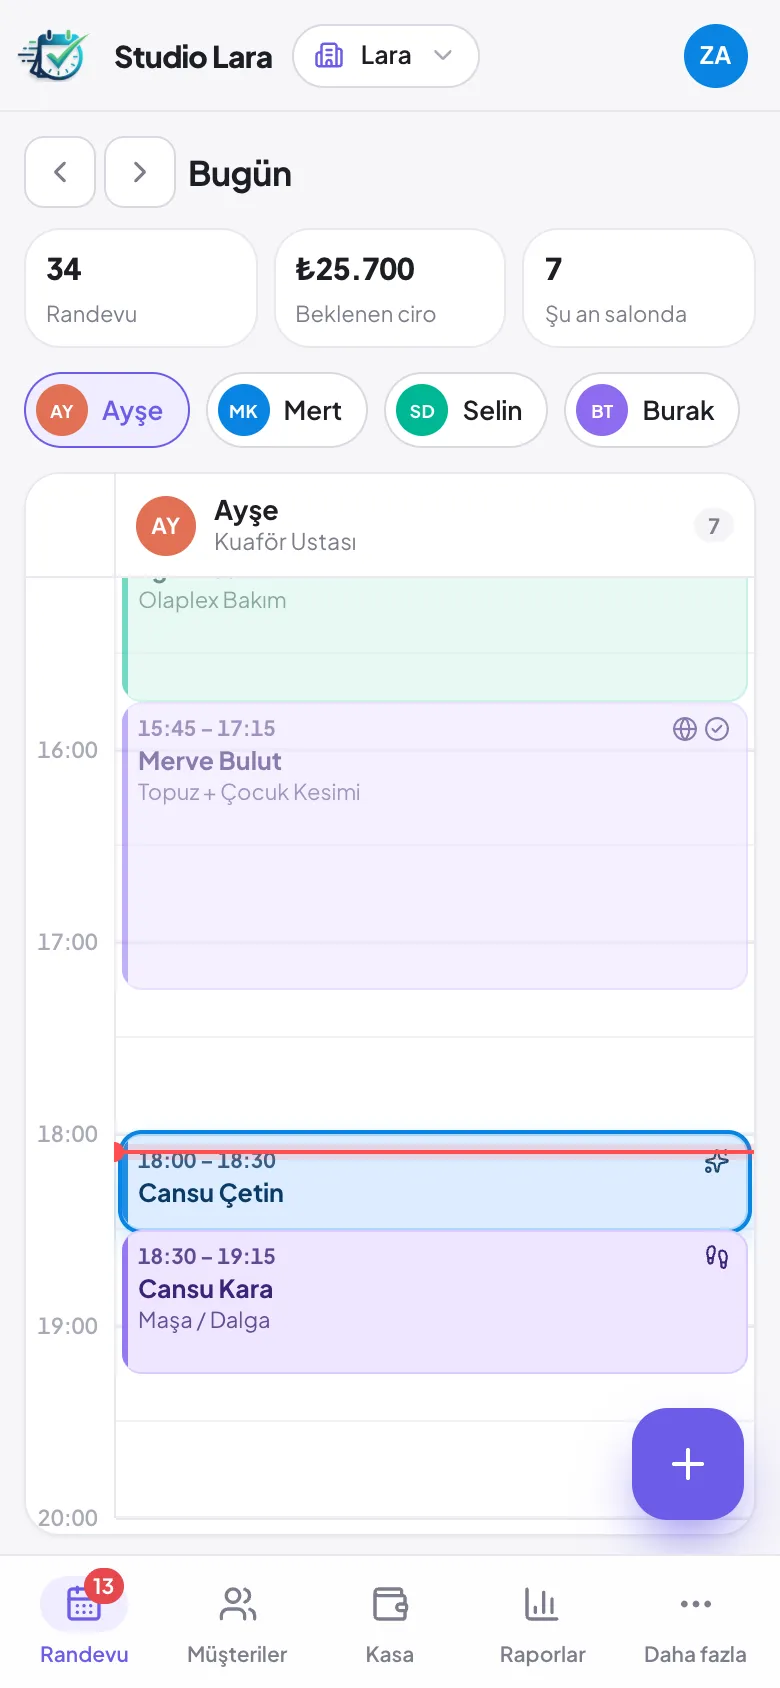 Studio Lara
Lara
ZA
Bugün
34
Randevu
₺25.700
Beklenen ciro
7
Şu an salonda
AY Ayşe
MK Mert
SD Selin
BT Burak
AY
Ayşe
Kuaför Ustası
7
Olaplex Bakım
15:45 – 17:15
Merve Bulut
Topuz + Çocuk Kesimi
16:00
17:00
18:00
18:00 – 18:30
Cansu Çetin
18:30 – 19:15
Cansu Kara
Maşa / Dalga
19:00
20:00
13
Randevu
Müşteriler
Kasa
Raporlar
Daha fazla